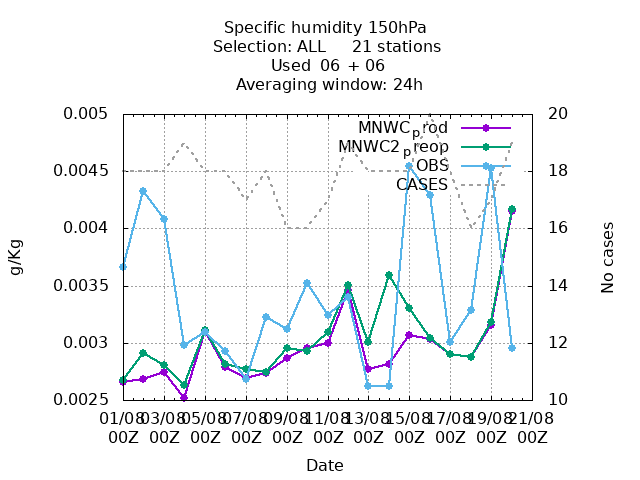 Specific humidity 150hPa
Selection: ALL 21 stations
Used 06 + 06
Averaging window: 24h
0.005
0.0045
0.004
0.0035
0.003
0.0025
g/Kg
20
18
16
14
12
10
No cases
MNWCprod
MNWC2preop
OBS
CASES
01/08 03/08 05/08 07/08 09/08 11/08 13/08 15/08 17/08 19/08 21/08
00Z 00Z 00Z 00Z 00Z 00Z 00Z 00Z 00Z 00Z 00Z
Date